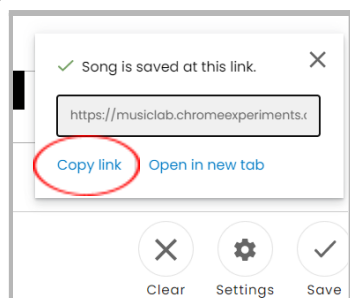 Song is saved at this link.
https://musiclab.chromeexperiments.c
Copy link Open in new tab
Clear Settings Save